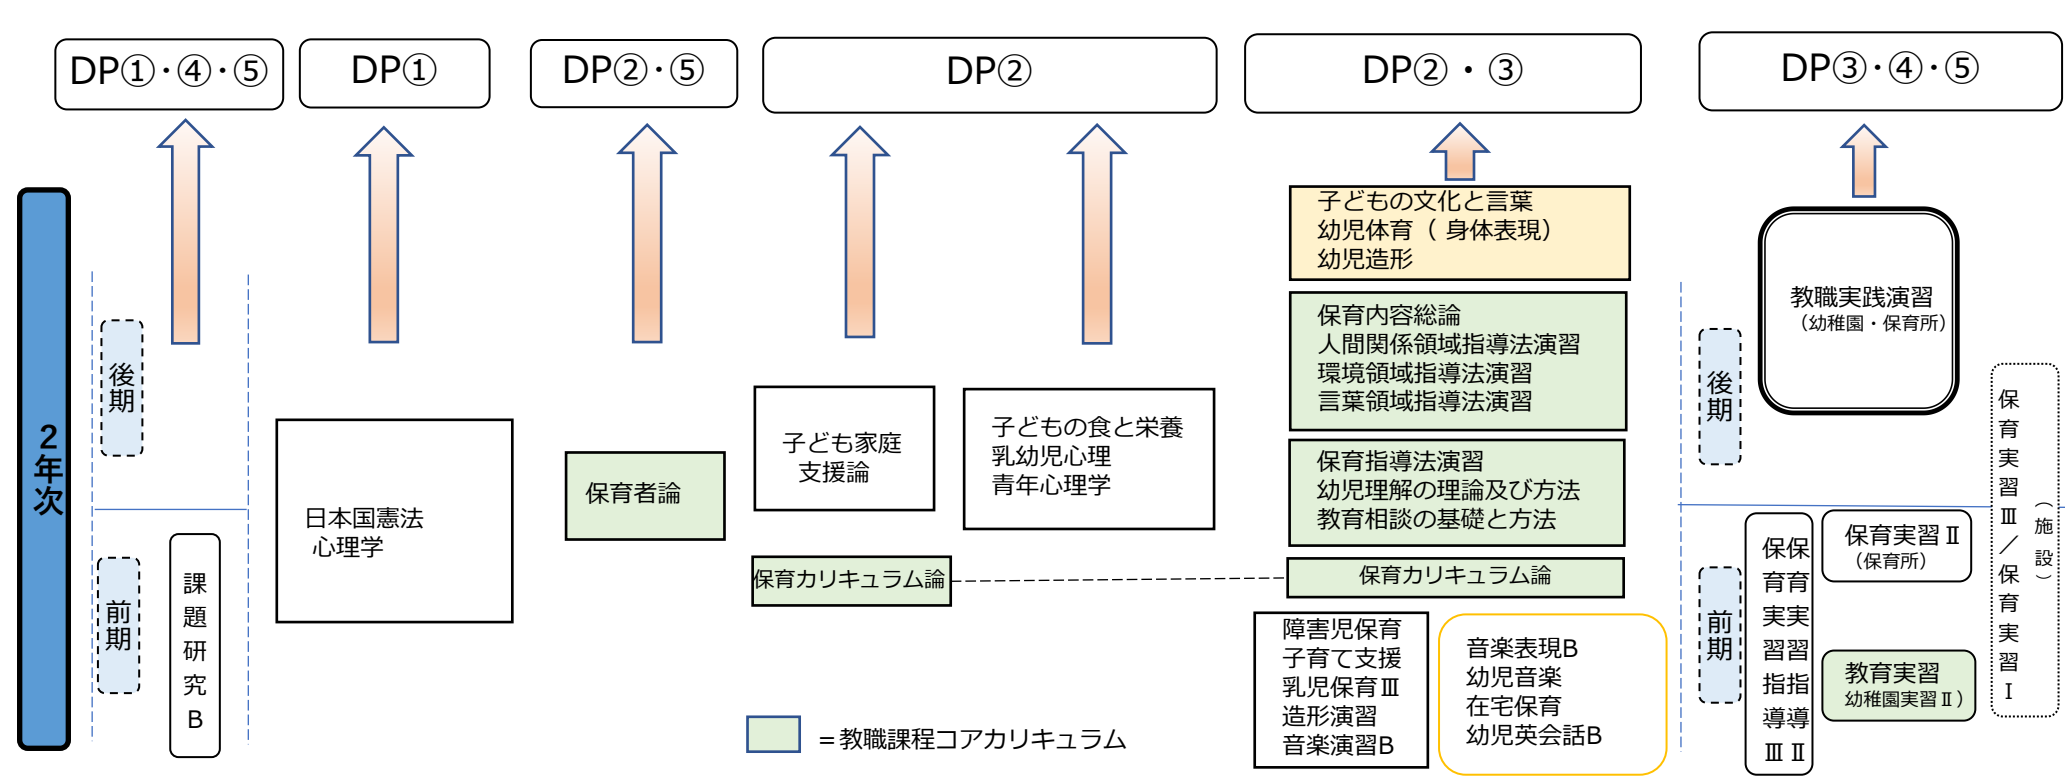 DP①・④・⑤
DP①
DP②・⑤
DP②
DP②・③
DP③・④・⑤
2年次
後期
前期
課題研究B
日本国憲法
心理学
保育者論
子ども家庭
支援論
子どもの食と栄養
乳幼児心理
青年心理学
保育カリキュラム論
子どもの文化と言葉
幼児体育（ 身体表現）
幼児造形
保育内容総論
人間関係領域指導法演習
環境領域指導法演習
言葉領域指導法演習
保育指導法演習
幼児理解の理論及び方法
教育相談の基礎と方法
保育カリキュラム論
障害児保育
子育て支援
乳児保育Ⅲ
造形演習
音楽演習B
音楽表現B
幼児音楽
在宅保育
幼児英会話B
＝教職課程コアカリキュラム
後期
前期
教職実践演習
（幼稚園・保育所）
保育実習指導Ⅱ
保育実習指導Ⅲ
保育実習Ⅱ
（保育所）
教育実習
幼稚園実習Ⅱ）
（施設）
保育実習Ⅲ／保育実習Ⅰ